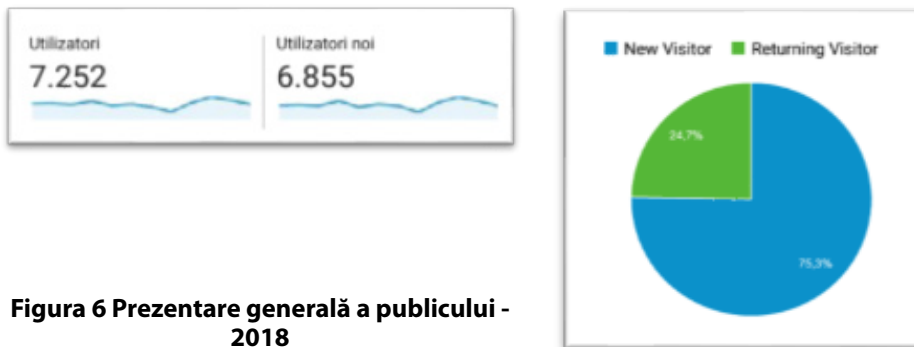 Utilizatori
7.252
Utilizatori noi
6.855
New Visitor
Returning Visitor
24,7%
75,3%
Figura 6 Prezentare generală a publicului -
2018